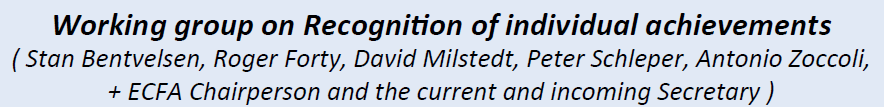 Working group on Recognition of individual achievements
( Stan Bentvelsen, Roger Forty, David Milstedt, Peter Schleper, Antonio Zoccoli,
+ ECFA Chairperson and the current and incoming Secretary )